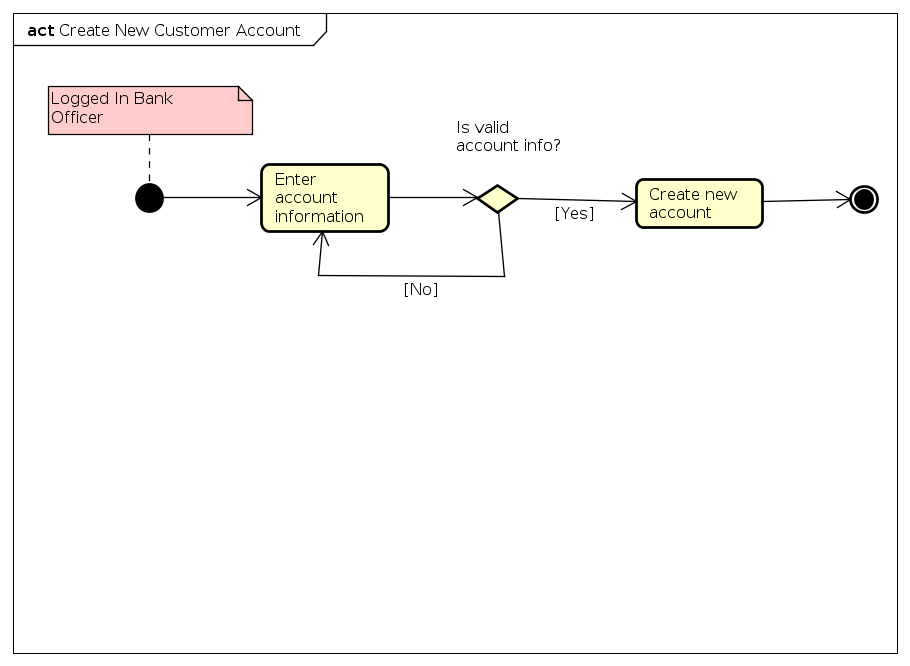 act Create New Customer Account
Logged In Bank
Officer
Is valid
account info?
Enter
account
information
Create new
account
[Yes]
[No]